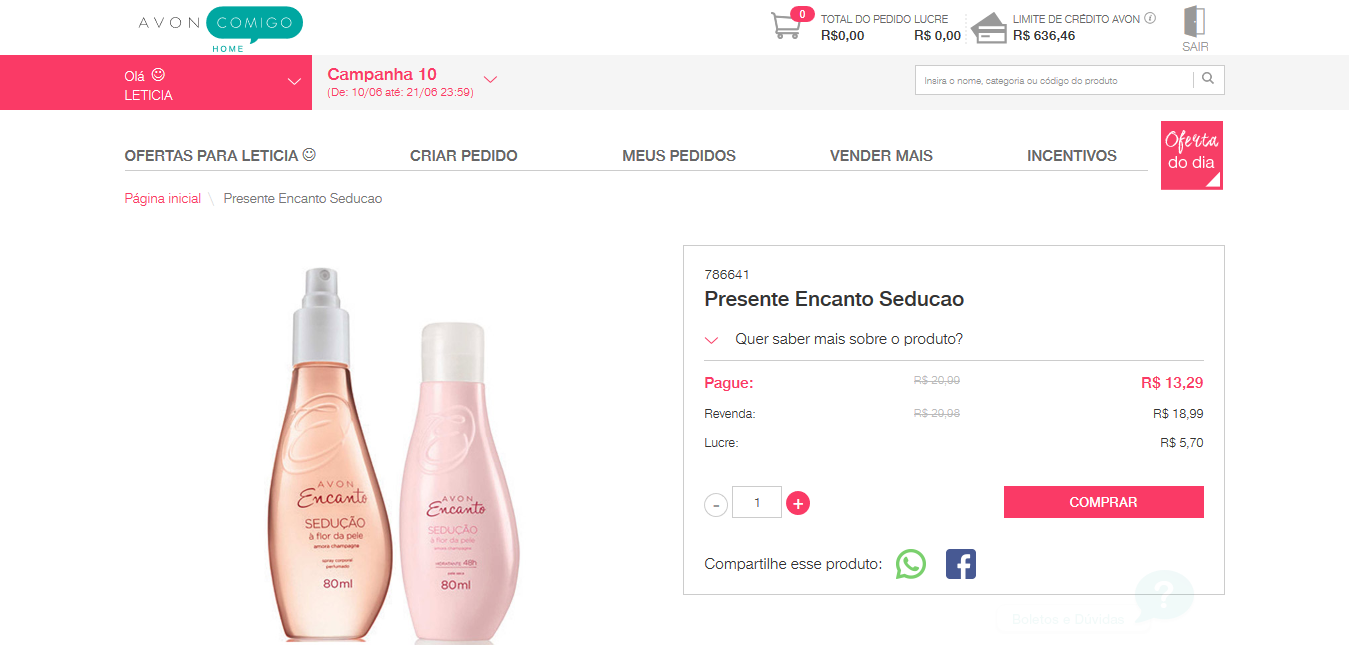 AVON COMIGO
HOME
0
TOTAL DO PEDIDO LUCRE
R$0,00 R$ 0,00
LIMITE DE CRÉDITO AVON
R$ 636,46
SAIR
Olá
LETICIA
Campanha 10
(De: 10/06 até: 21/06 23:59)
Insira o nome, categoria ou código do produto
OFERTAS PARA LETICIA
CRIAR PEDIDO
MEUS PEDIDOS
VENDER MAIS
INCENTIVOS
Oferta
do dia
Página inicial \ Presente Encanto Seducao
AVON
Encanto
SEDUÇÃO
à flor da pele
amora champagne
spray corporal
perfumado
80ml
AVON
Encanto
SEDUÇÃO
à flor da pele
amora champagne
HIDRATANTE 48h
pele seca
80ml
786641
Presente Encanto Seducao
Quer saber mais sobre o produto?
Pague: R$ 20,99 R$ 13,29
Revenda: R$ 29,98 R$ 18,99
Lucre: R$ 5,70
- 1 +
COMPRAR
Compartilhe esse produto:
?
Boletos e Dúvidas